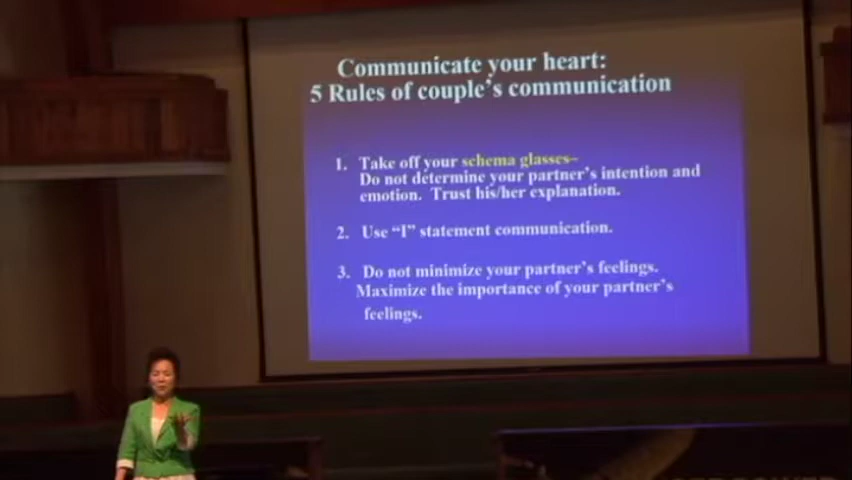 Communicate your heart:
5 Rules of couple's communication
1. Take off your schema glasses–
Do not determine your partner's intention and
emotion. Trust his/her explanation.
2. Use "I" statement communication.
3. Do not minimize your partner's feelings.
Maximize the importance of your partner's
feelings.